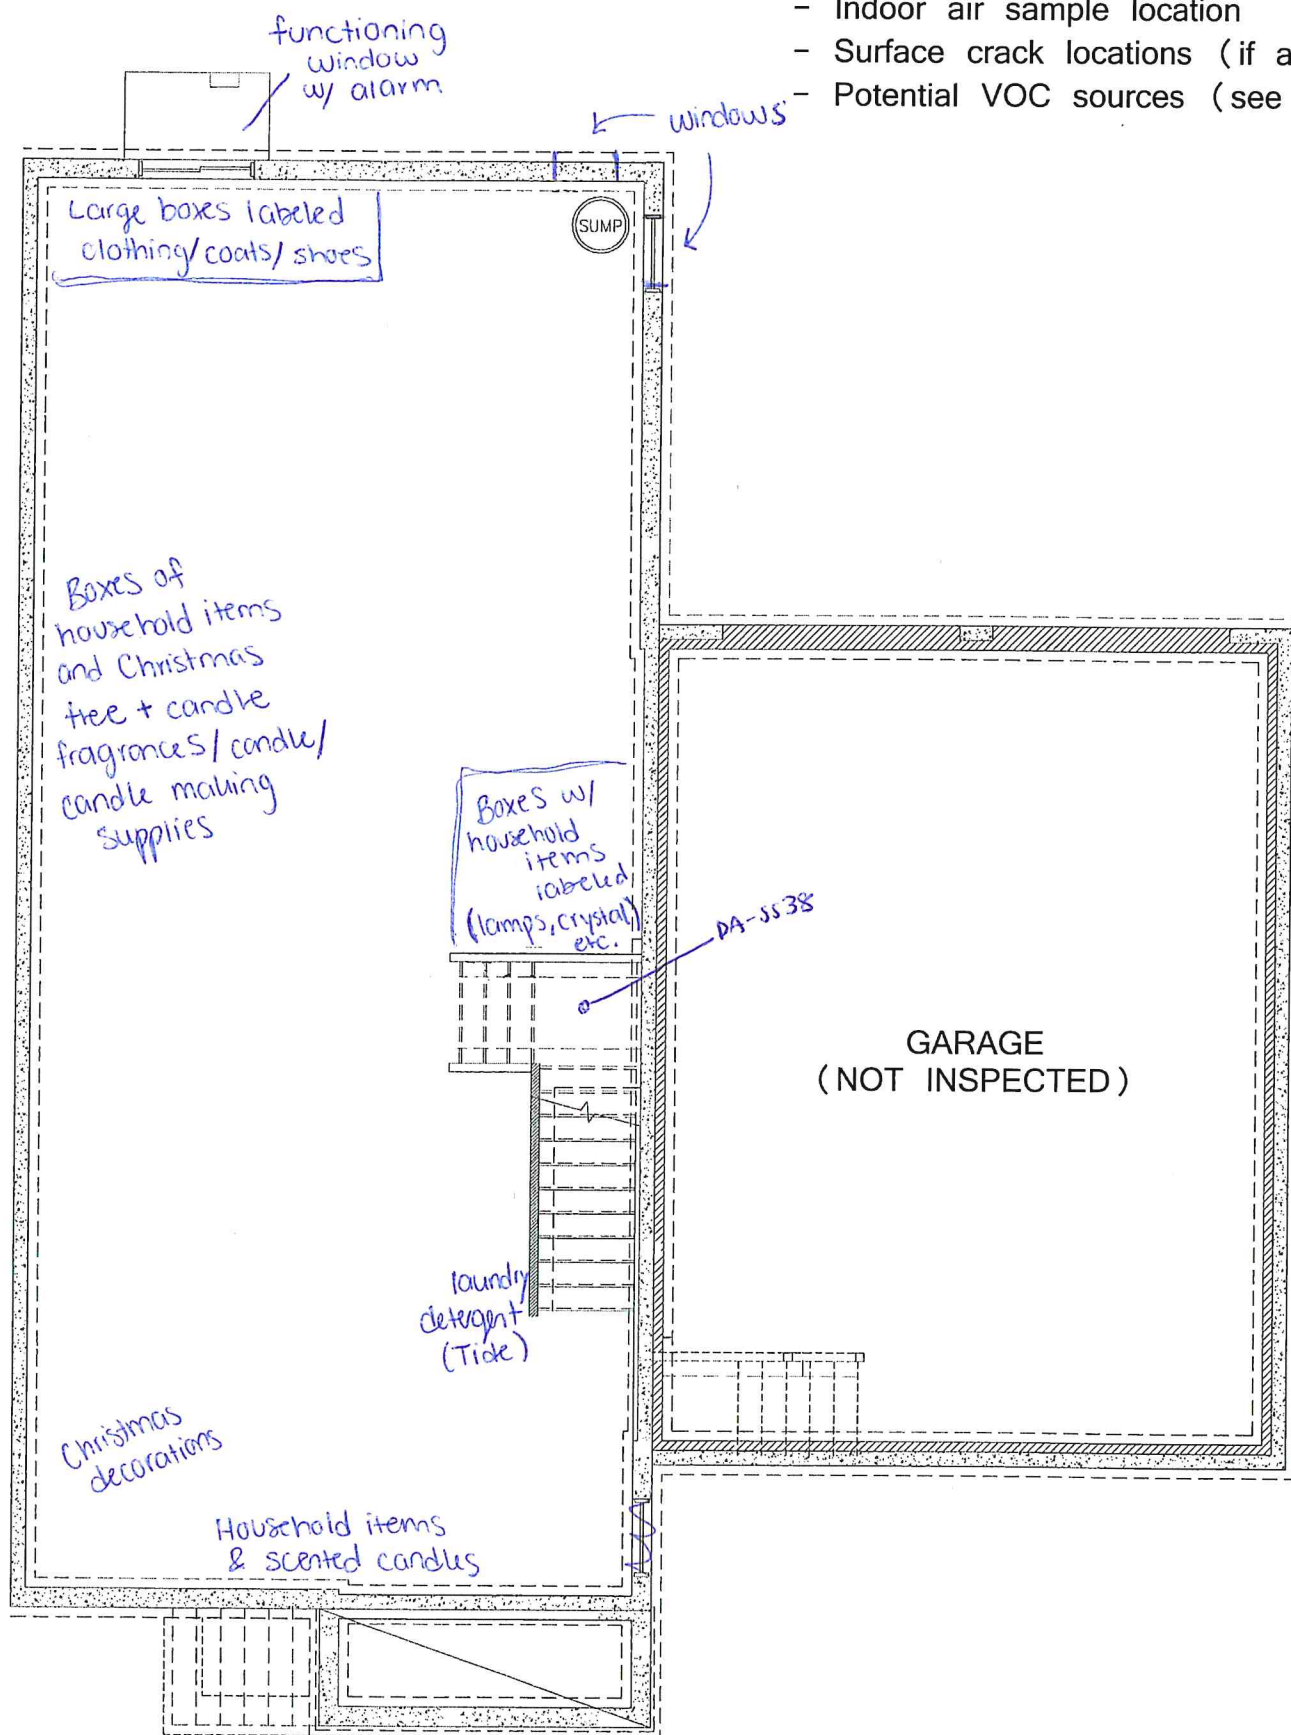 - Indoor air sample location
- Surface crack locations (if a
- Potential VOC sources (see
functioning
window
w/ alarm
windows
Large boxes labeled
clothing/coats/shoes
SUMP
Boxes of
household items
and Christmas
tree + candle
fragrances/candle/
candle making
supplies
Boxes w/
household
items
labeled
(lamps, crystal)
etc.
DA-SS38
GARAGE
(NOT INSPECTED)
laundry
detergent
(Tide)
Christmas
decorations
Household items
& scented candles